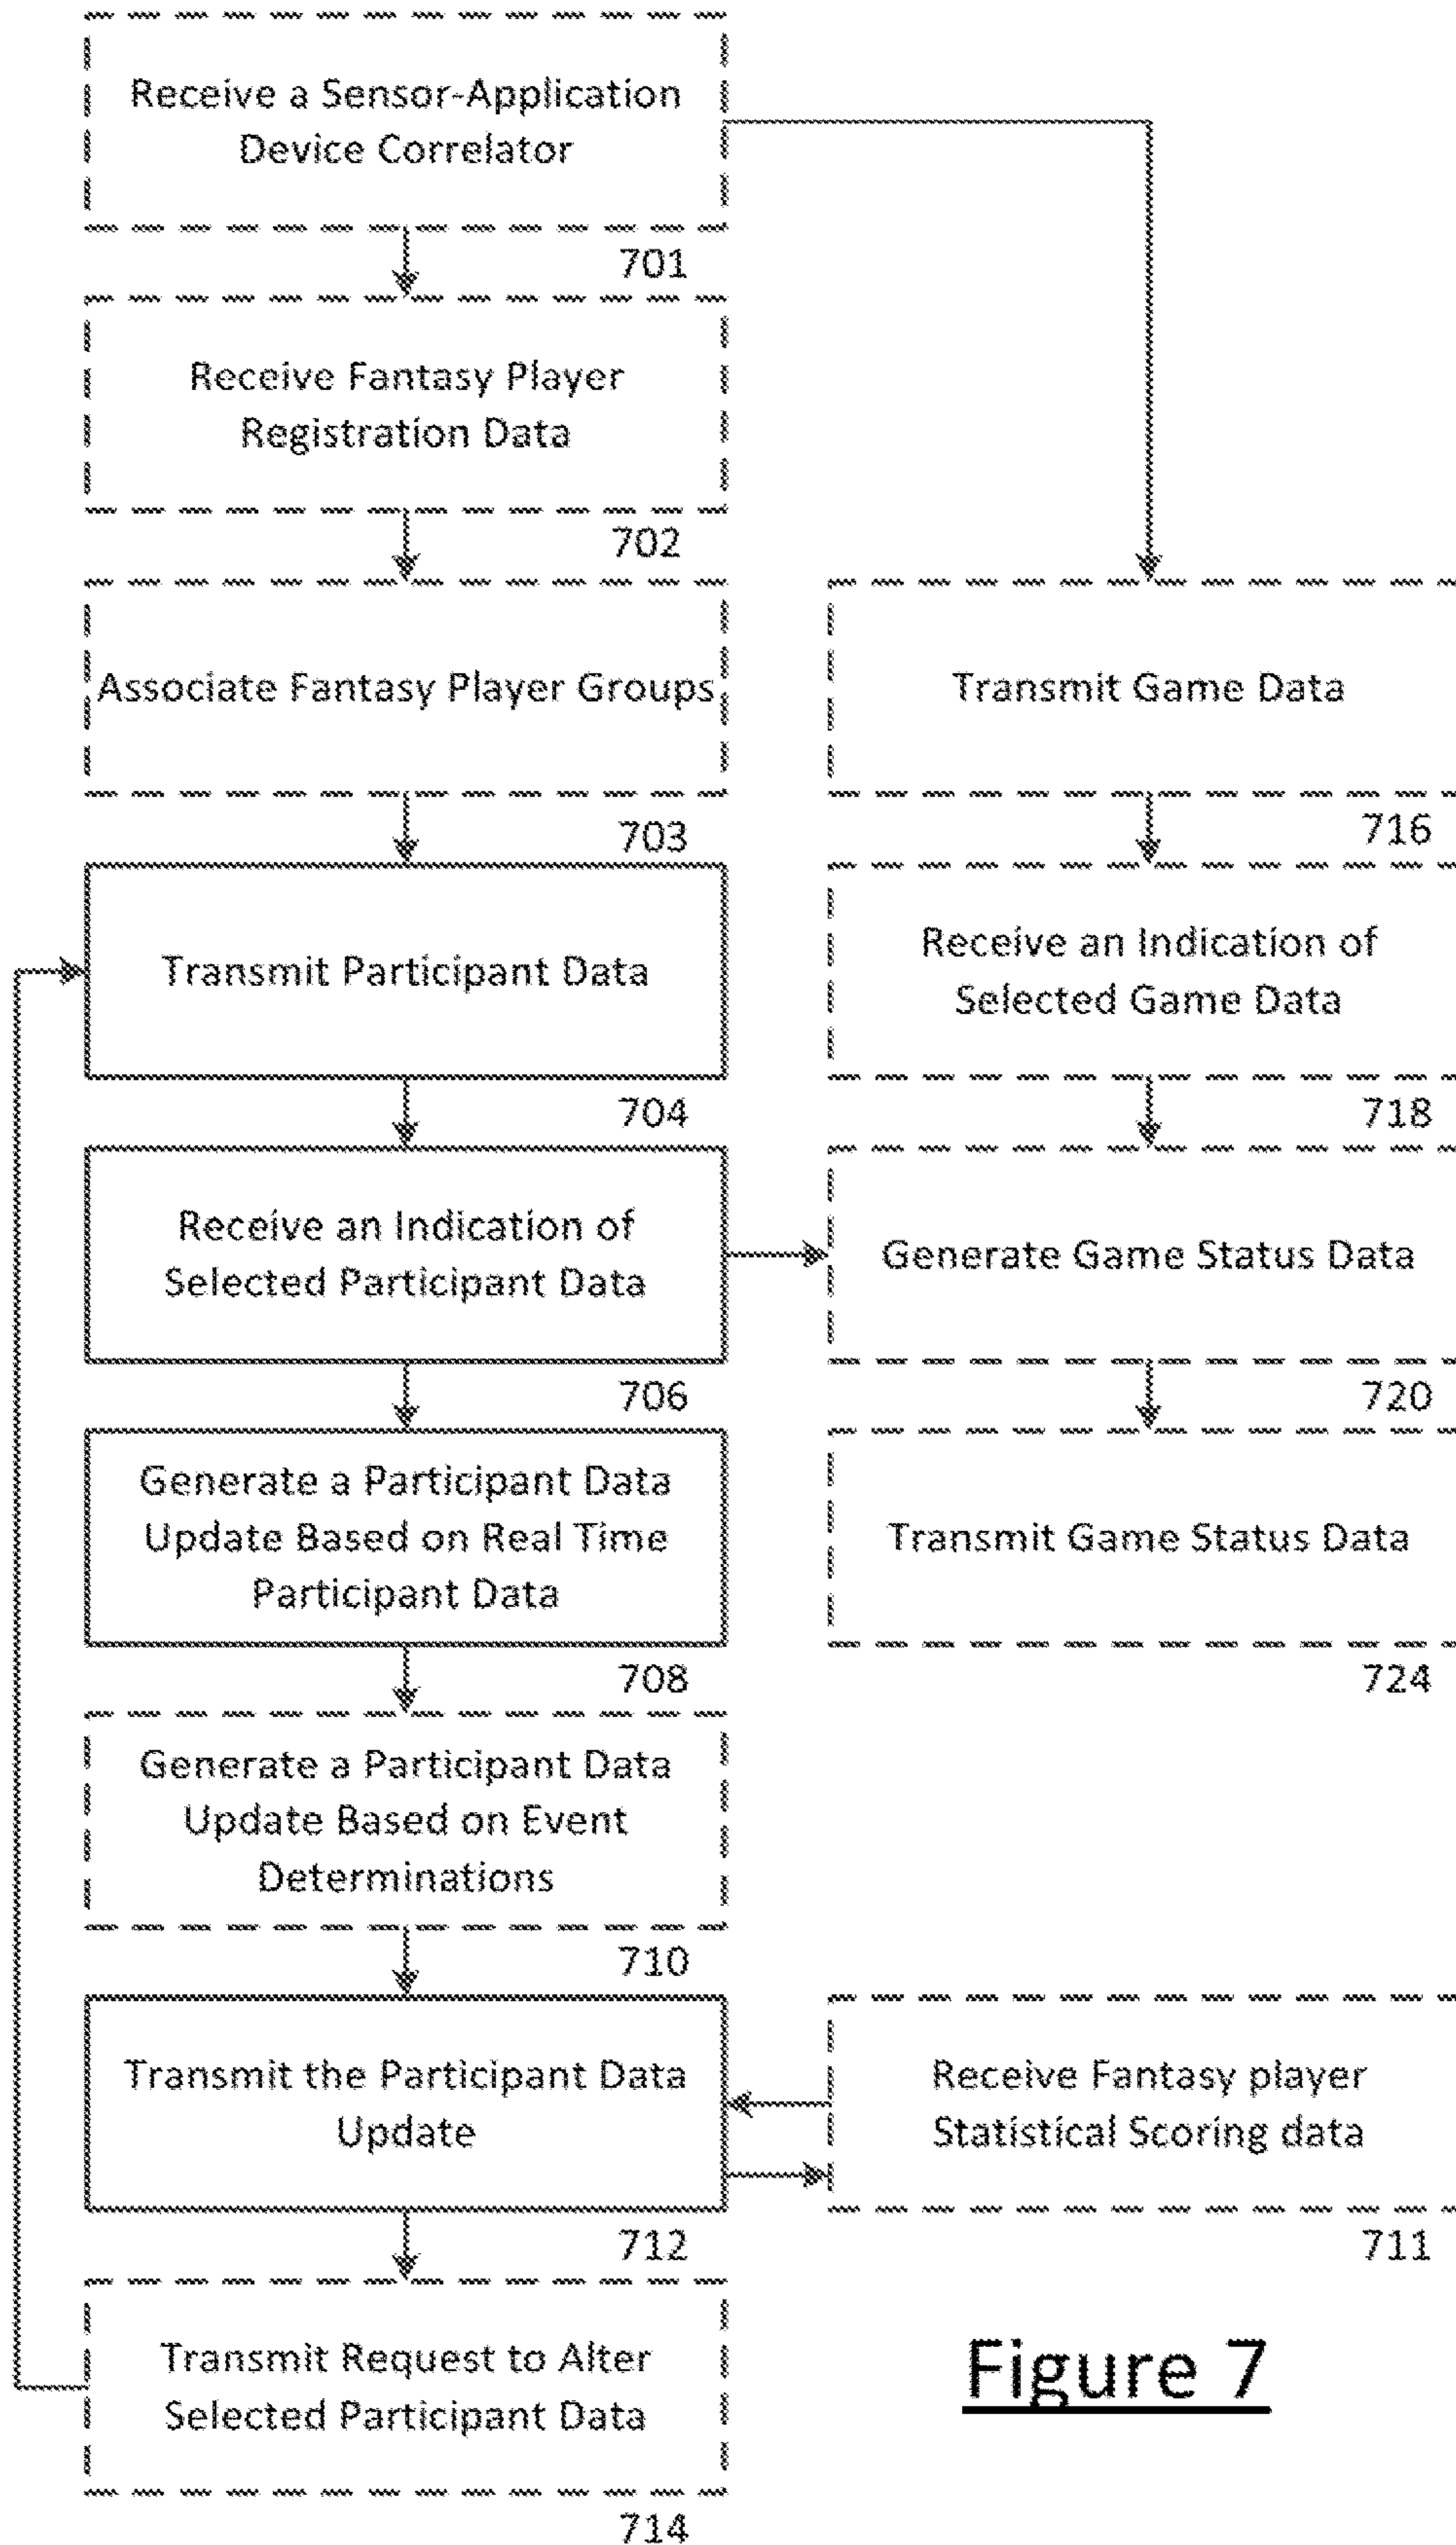 Receive a Sensor-Application
Device Correlator
701
Receive Fantasy Player
Registration Data
702
Associate Fantasy Player Groups
703
Transmit Game Data
716
Transmit Participant Data
704
Receive an Indication of
Selected Game Data
718
Receive an Indication of
Selected Participant Data
706
Generate Game Status Data
720
Generate a Participant Data
Update Based on Real Time
Participant Data
708
Transmit Game Status Data
724
Generate a Participant Data
Update Based on Event
Determinations
710
Transmit the Participant Data
Update
712
Receive Fantasy player
Statistical Scoring data
711
Transmit Request to Alter
Selected Participant Data
714
Figure 7